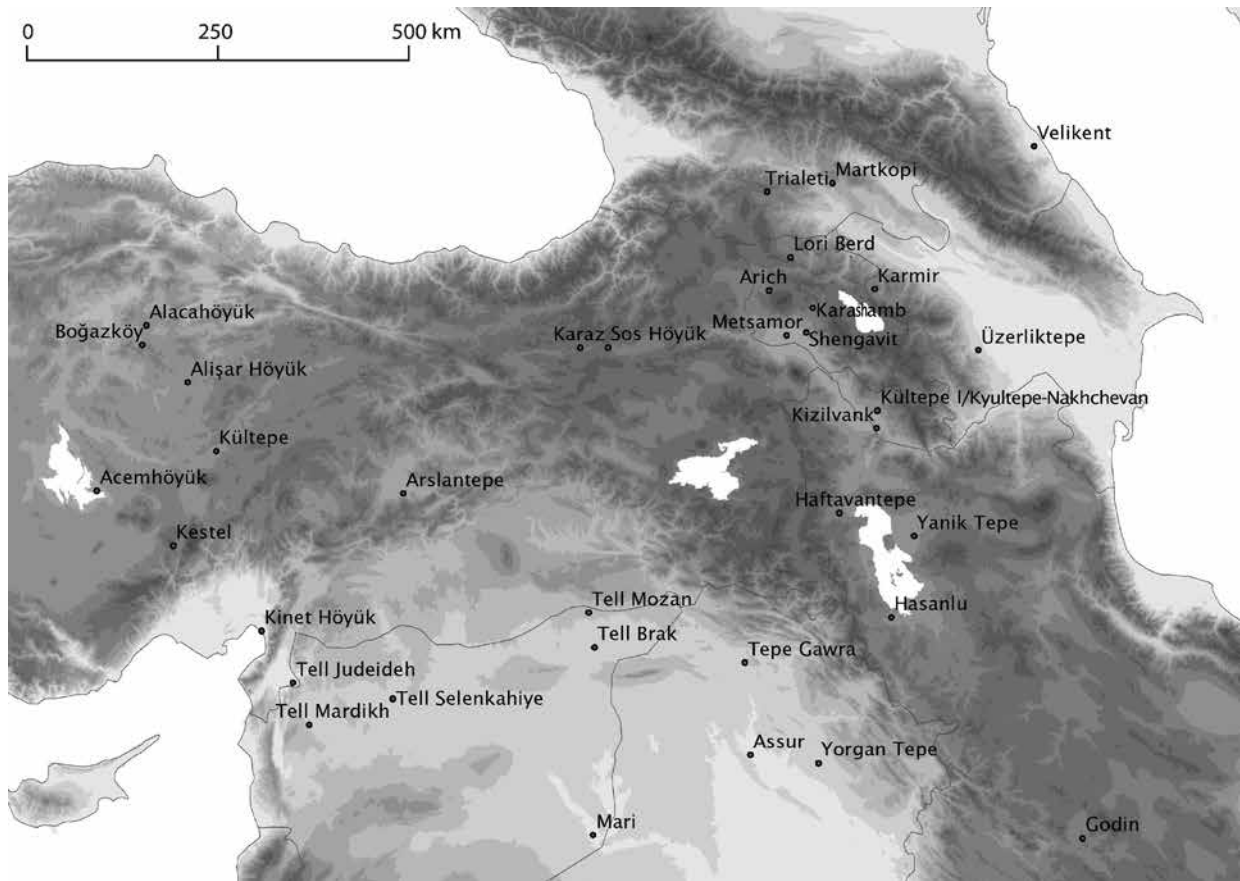 0 250 500 km
Velikent
Martkopi
Trialeti
Lori Berd
Arich
Karmir
Karashamb
Alacahöyük
Metsamor
Boğazköy
Karaz Sos Höyük
Shengavit
Üzerliktepe
Alişar Höyük
Kültepe I/Kyultepe-Nakhchevan
Kizilvank
Kültepe
Acemhöyük
Arslantepe
Haftavantepe
Yanik Tepe
Kestel
Tell Mozan
Hasanlu
Kinet Höyük
Tell Brak
Tepe Gawra
Tell Judeideh
Tell Selenkahiye
Tell Mardikh
Assur
Yorgan Tepe
Mari
Godin